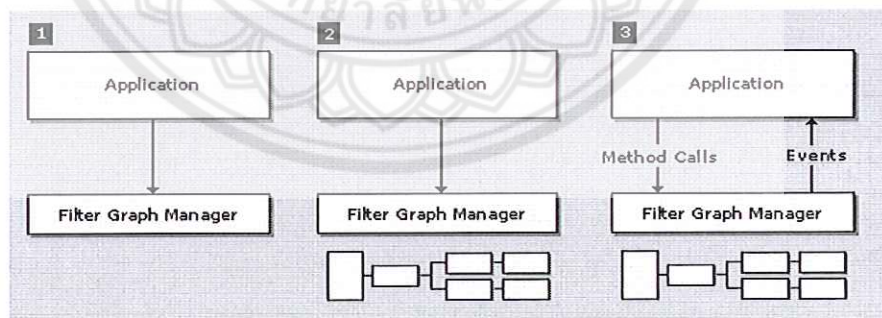 1
Application
Filter Graph Manager
2
Application
Filter Graph Manager
3
Application
Method Calls
Events
Filter Graph Manager